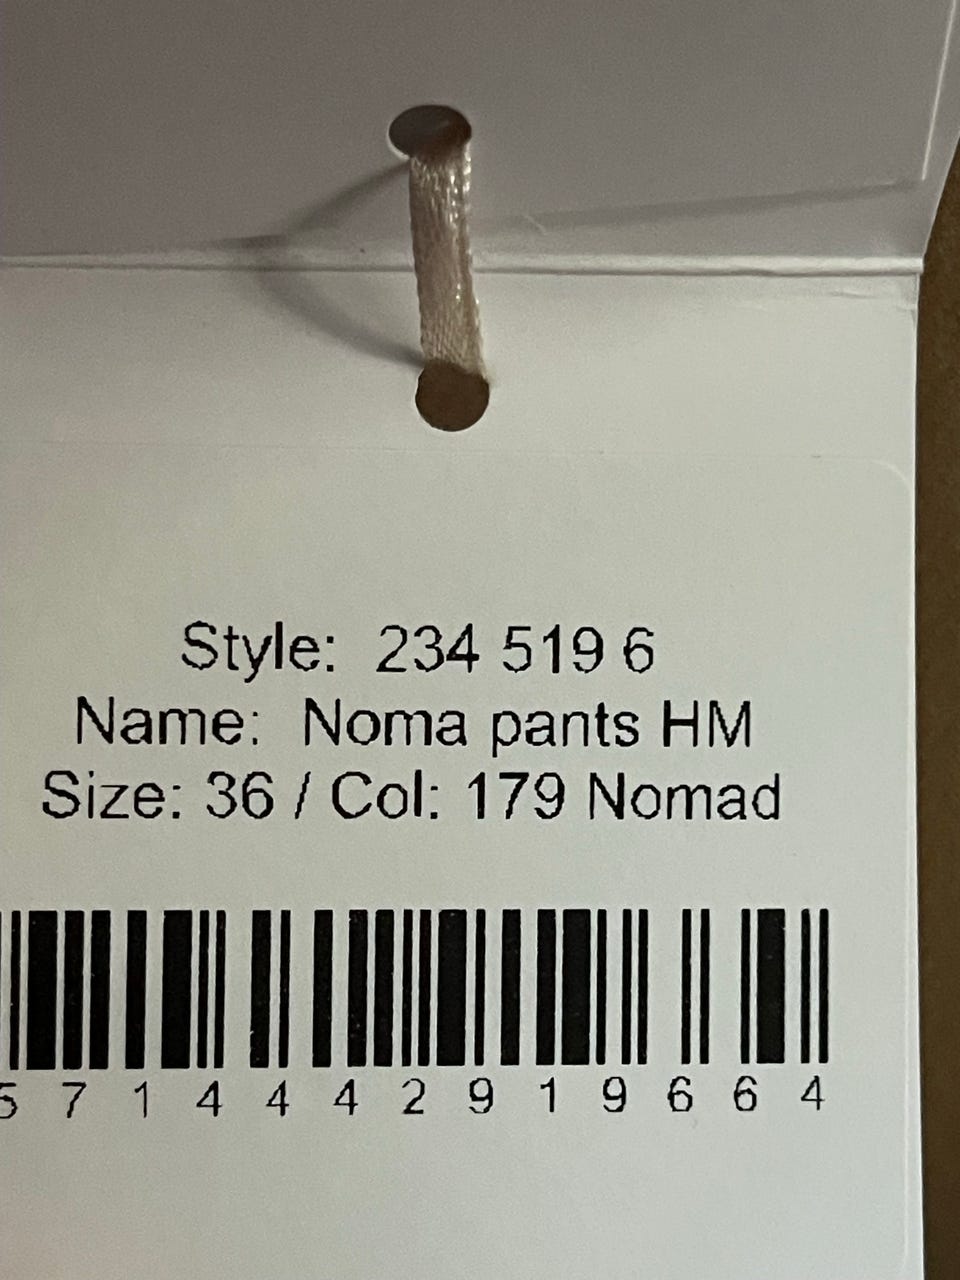 Style: 234 519 6
Name: Noma pants HM
Size: 36 / Col: 179 Nomad
5 7 1 4 4 4 2 9 1 9 6 6 4